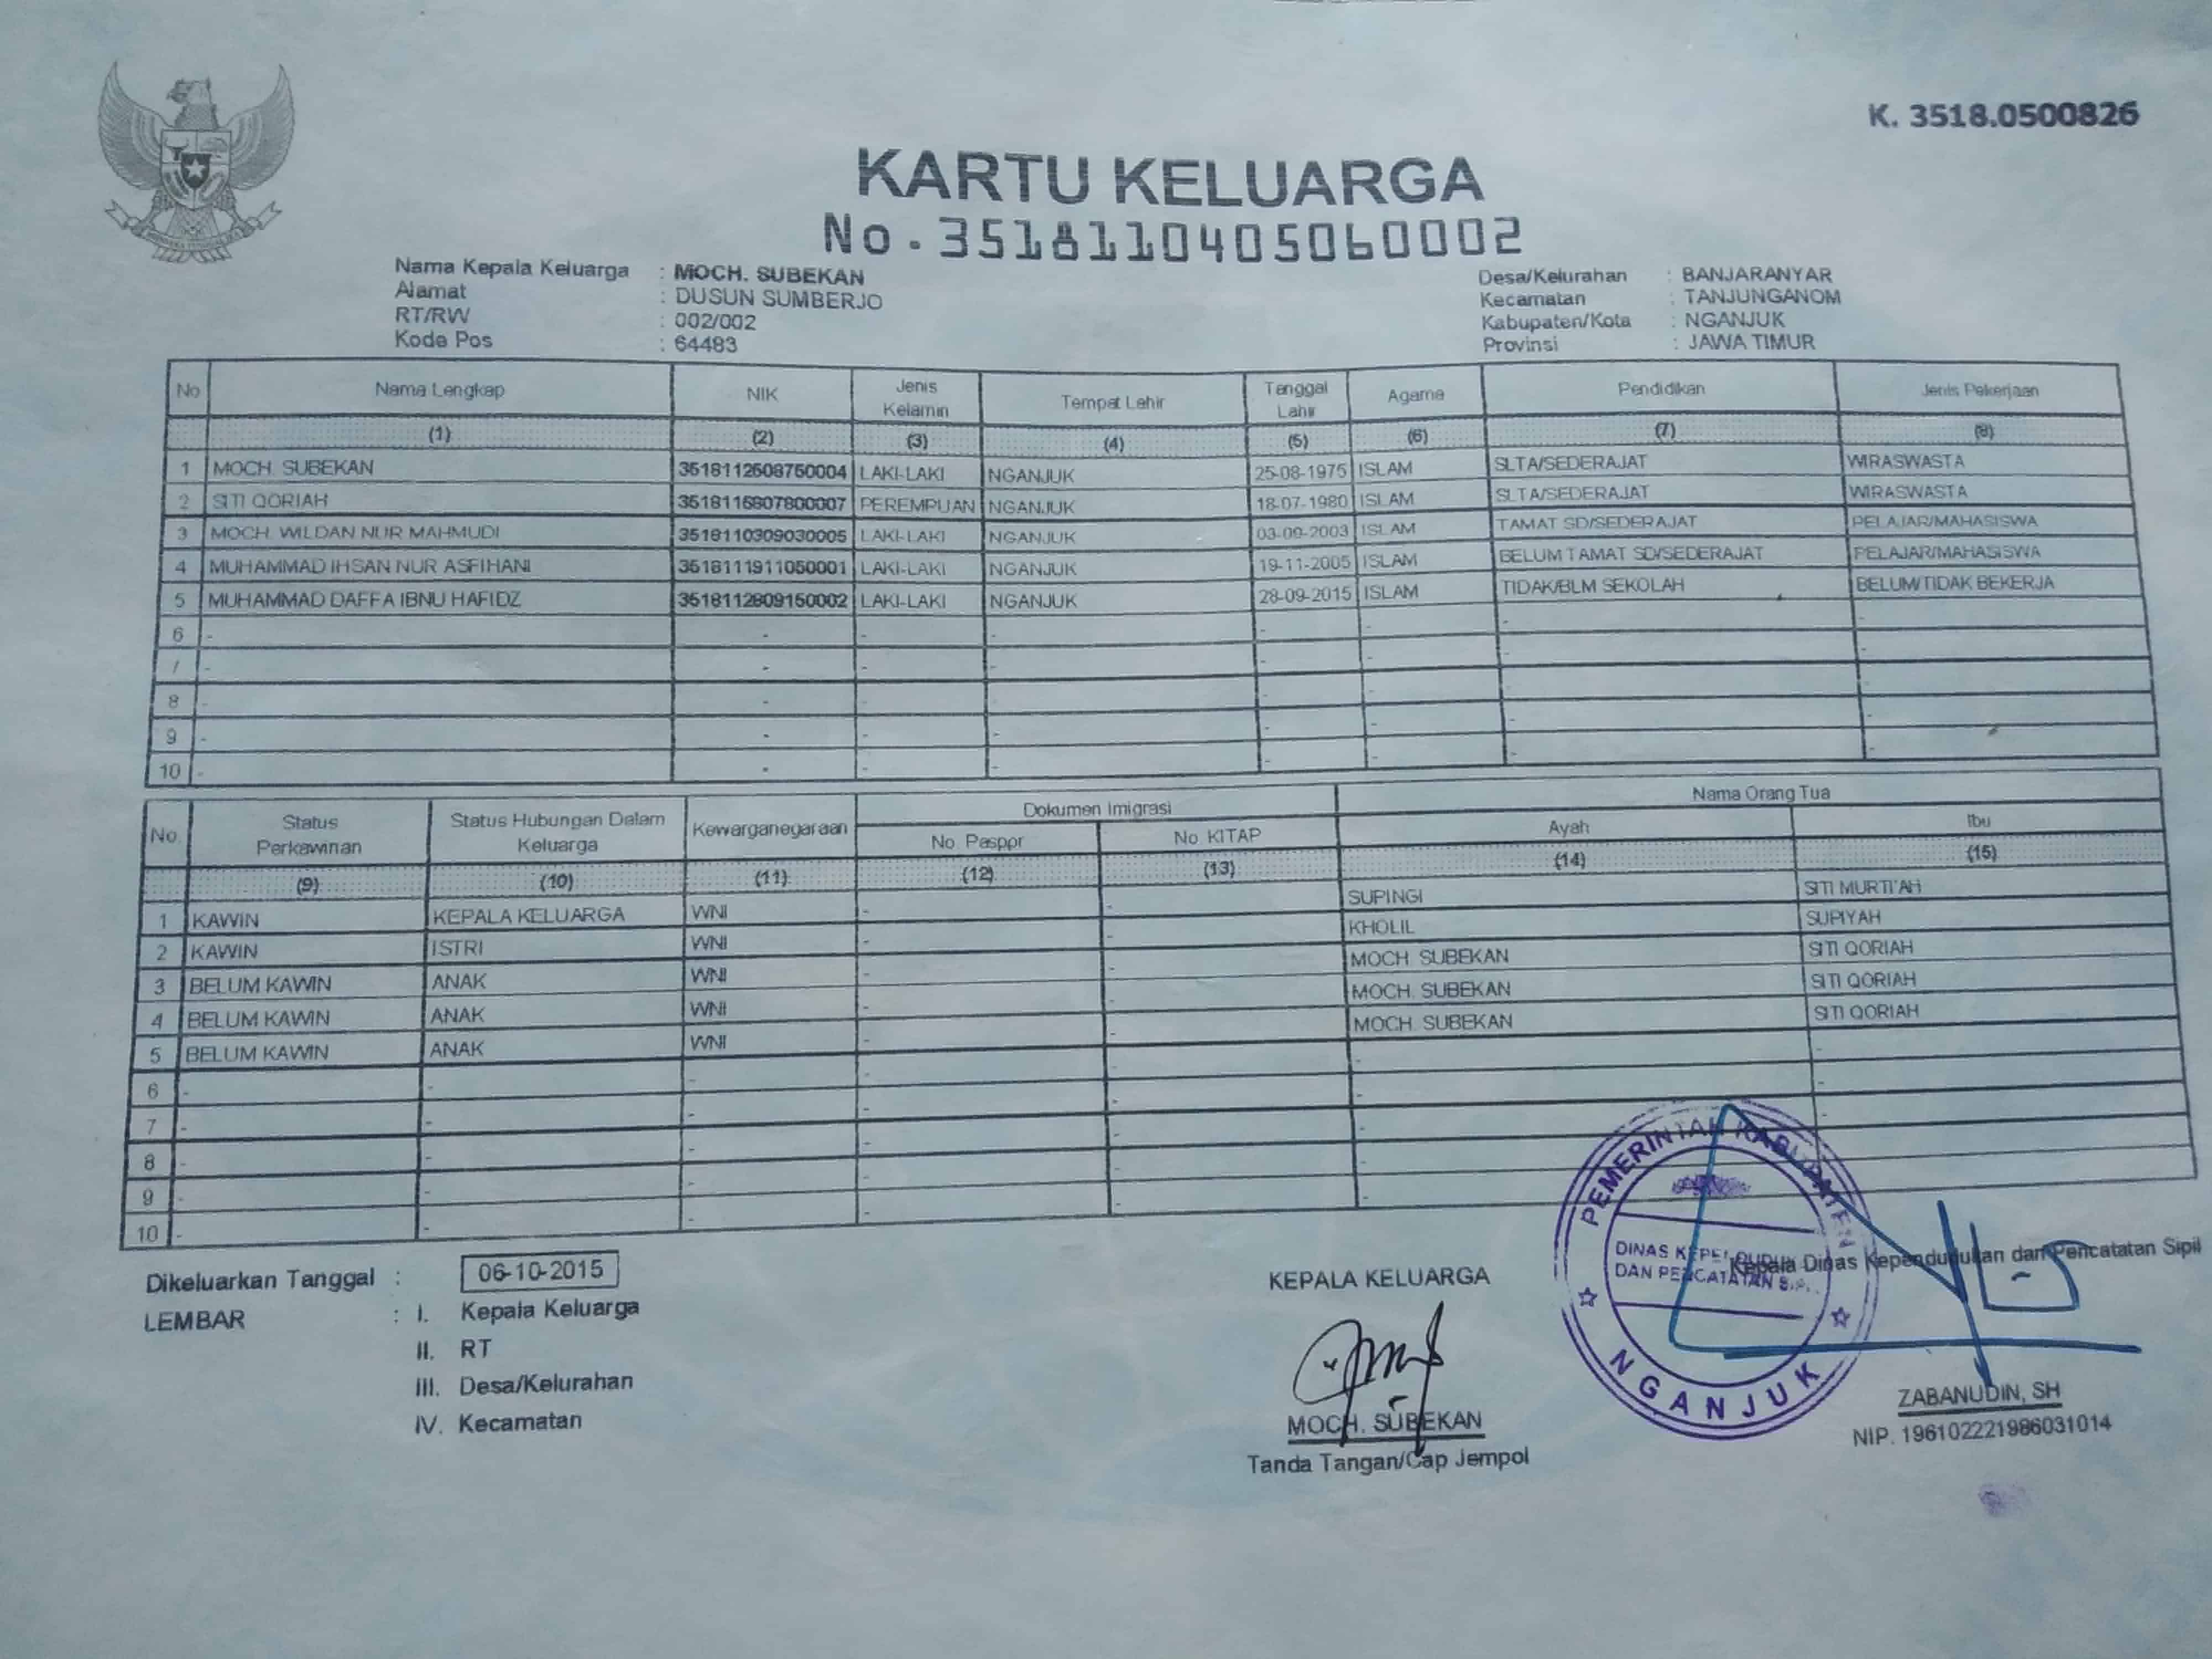 K. 3518.0500826
KARTU KELUARGA
No.3518110405060002
Nama Kepala Keluarga : MOCH. SUBEKAN
Alamat : DUSUN SUMBERJO
RT/RW : 002/002
Kode Pos : 64483
Desa/Kelurahan : BANJARANYAR
Kecamatan : TANJUNGANOM
Kabupaten/Kota : NGANJUK
Provinsi : JAWA TIMUR
No Nama Lengkap NIK Jenis Kelamin Tempat Lahir Tanggal Lahir Agama Pendidikan Jenis Pekerjaan
(1) (2) (3) (4) (5) (6) (7) (8)
1 MOCH. SUBEKAN 3518112508750004 LAKI-LAKI NGANJUK 25-08-1975 ISLAM SLTA/SEDERAJAT WIRASWASTA
2 SITI QORIAH 3518115807800007 PEREMPUAN NGANJUK 18-07-1980 ISLAM SLTA/SEDERAJAT WIRASWASTA
3 MOCH. WILDAN NUR MAHMUDI 3518110309030005 LAKI-LAKI NGANJUK 03-09-2003 ISLAM TAMAT SD/SEDERAJAT PELAJAR/MAHASISWA
4 MUHAMMAD IHSAN NUR ASFIHANI 3518111911050001 LAKI-LAKI NGANJUK 19-11-2005 ISLAM BELUM TAMAT SD/SEDERAJAT PELAJAR/MAHASISWA
5 MUHAMMAD DAFFA IBNU HAFIDZ 3518112809150002 LAKI-LAKI NGANJUK 28-09-2015 ISLAM TIDAK/BLM SEKOLAH BELUM/TIDAK BEKERJA
6 - - - - - - - -
7 - - - - - - - -
8 - - - - - - - -
9 - - - - - - - -
10 - - - - - - - -
No Status Perkawinan Status Hubungan Dalam Keluarga Kewarganegaraan Dokumen Imigrasi Nama Orang Tua
No. Paspor No. KITAP Ayah Ibu
(9) (10) (11) (12) (13) (14) (15)
1 KAWIN KEPALA KELUARGA WNI - - SUPINGI SITI MURTI'AH
2 KAWIN ISTRI WNI - - KHOLIL SUPIYAH
3 BELUM KAWIN ANAK WNI - - MOCH SUBEKAN SITI QORIAH
4 BELUM KAWIN ANAK WNI - - MOCH. SUBEKAN SITI QORIAH
5 BELUM KAWIN ANAK WNI - - MOCH. SUBEKAN SITI QORIAH
6 - - - - - - -
7 - - - - - - -
8 - - - - - - -
9 - - - - - - -
10 - - - - - - -
Dikeluarkan Tanggal : 06-10-2015
LEMBAR : I. Kepala Keluarga
II. RT
III. Desa/Kelurahan
IV. Kecamatan
KEPALA KELUARGA
MOCH. SUBEKAN
Tanda Tangan/Cap Jempol
PEMERINTAH KABUPATEN
DINAS
DAN PENCATATAN
NGANJUK
Kepala Dinas Kependudukan dan Pencatatan Sipil
ZABANUDIN, SH
NIP. 196102221986031014